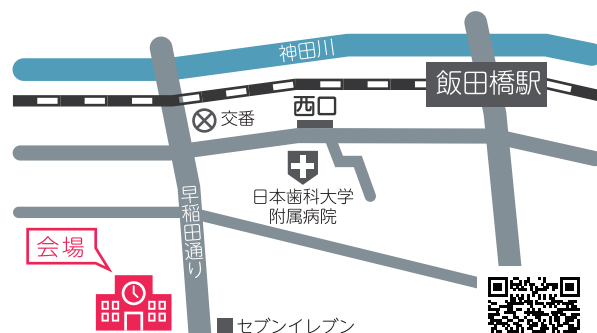 神田川
飯田橋駅
西口
交番
日本歯科大学
附属病院
早稲田通り
会場
セブンイレブン